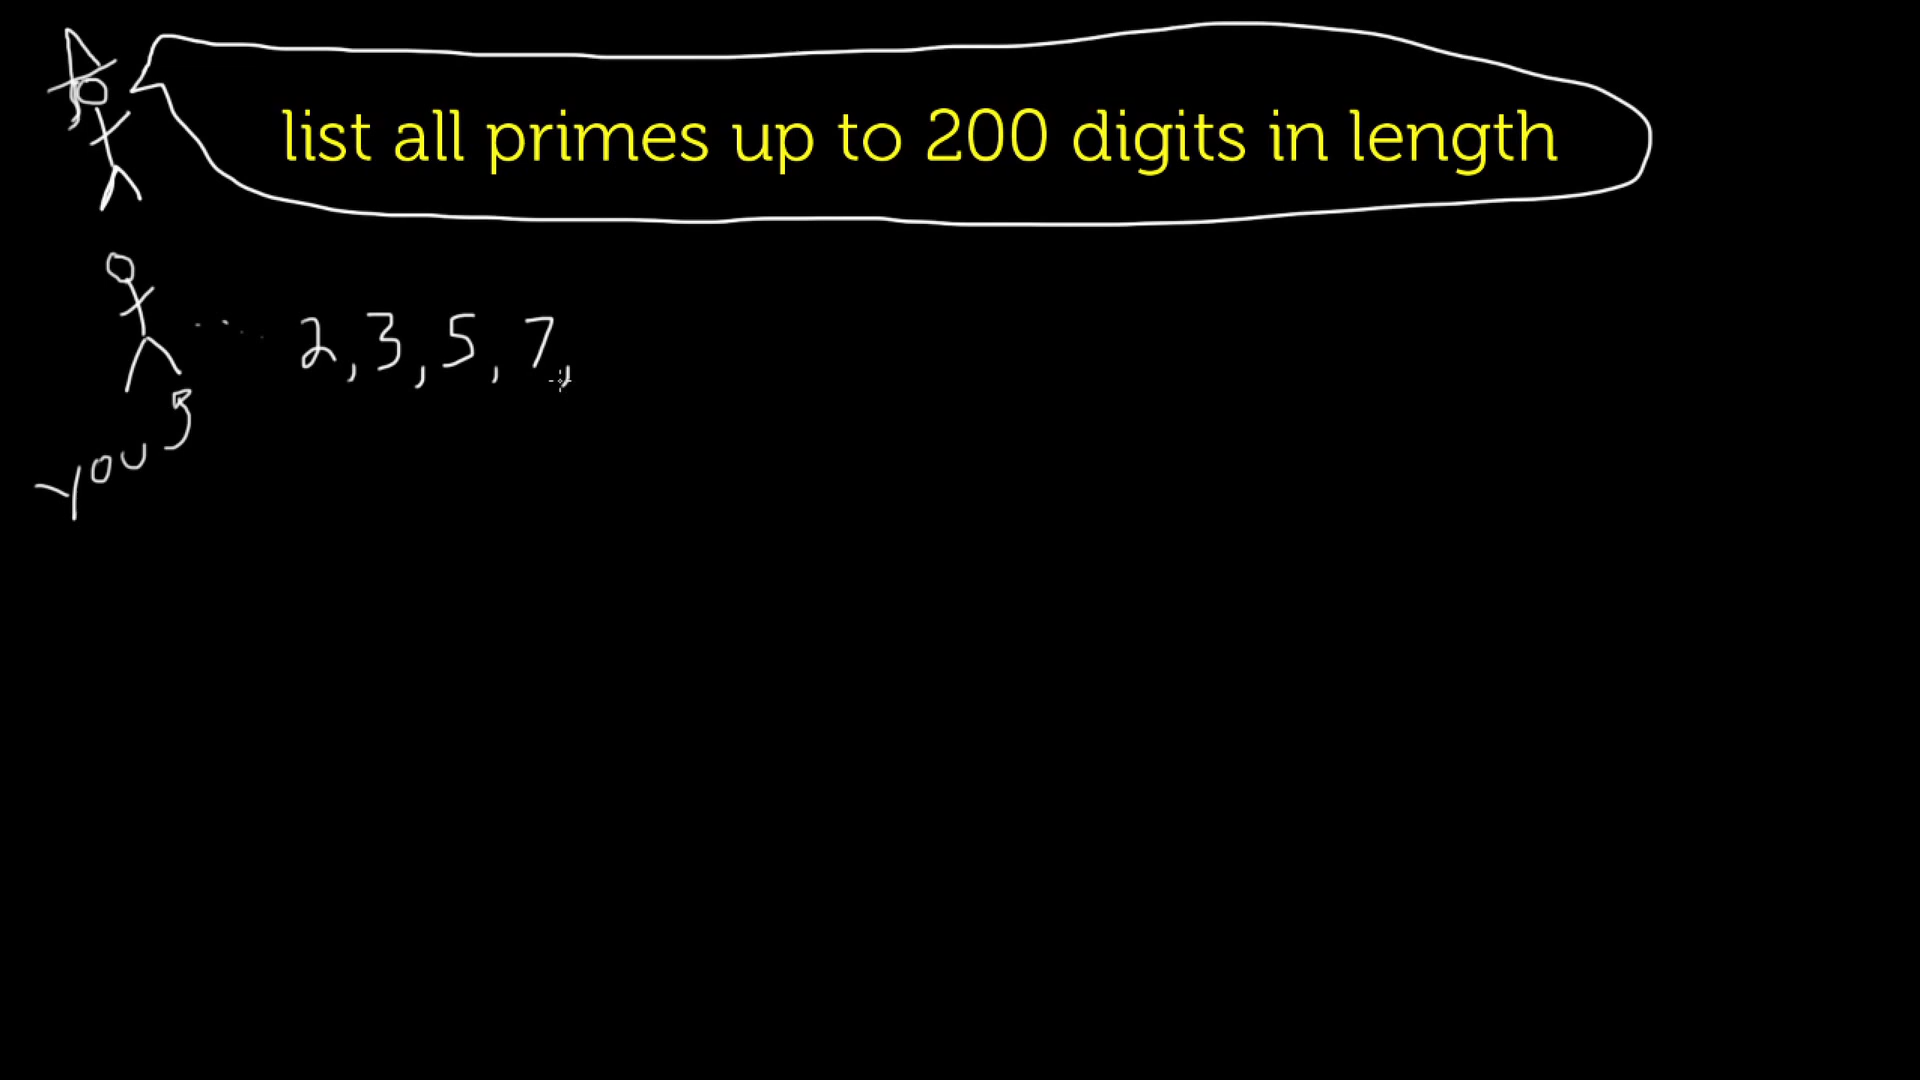 list all primes up to 200 digits in length
2, 3, 5, 7,
you